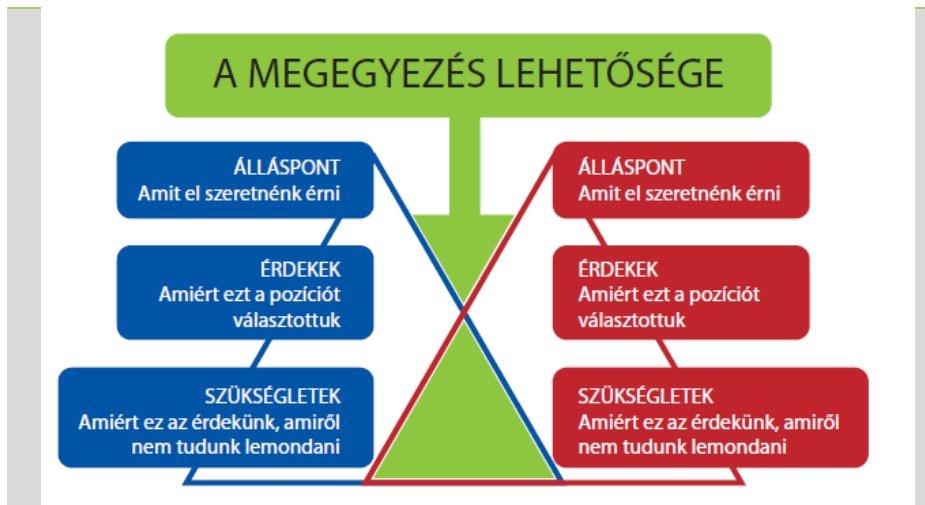 A MEGEGYEZÉS LEHETŐSÉGE
ÁLLÁSPONT
Amit el szeretnénk érni
ÉRDEKEK
Amiért ezt a pozíciót
választottuk
SZÜKSÉGLETEK
Amiért ez az érdekünk, amiről
nem tudunk lemondani
ÁLLÁSPONT
Amit el szeretnénk érni
ÉRDEKEK
Amiért ezt a pozíciót
választottuk
SZÜKSÉGLETEK
Amiért ez az érdekünk, amiről
nem tudunk lemondani